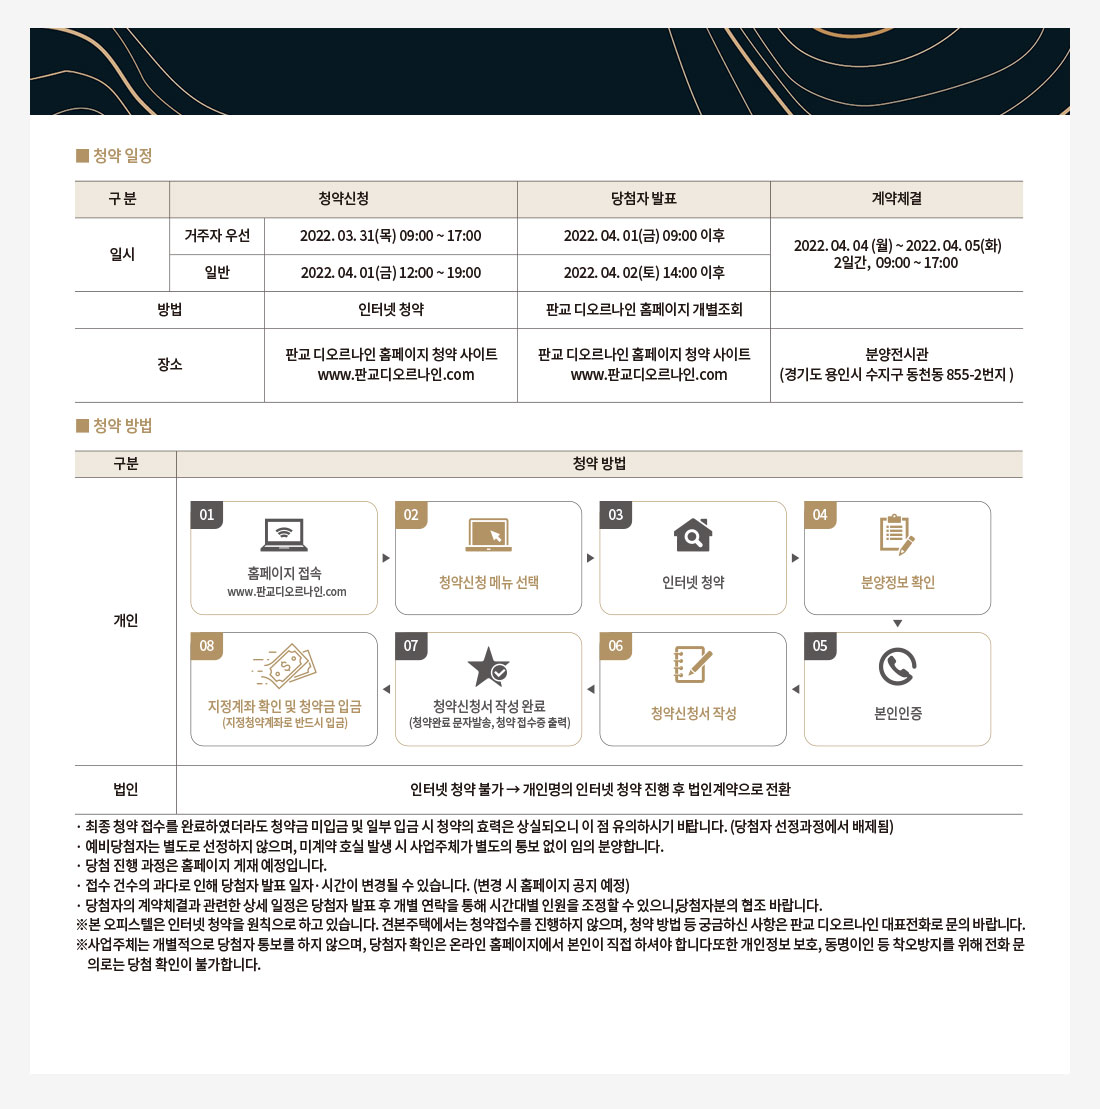 ■ 청약 일정
구 분 청약신청 당첨자 발표 계약체결
일시 거주자 우선 2022. 03. 31(목) 09:00 ~ 17:00 2022. 04. 01(금) 09:00 이후 2022. 04. 04 (월) ~ 2022. 04. 05(화)
2일간, 09:00 ~ 17:00
일반 2022. 04. 01(금) 12:00 ~ 19:00 2022. 04. 02(토) 14:00 이후
방법 인터넷 청약 판교 디오르나인 홈페이지 개별조회
장소 판교 디오르나인 홈페이지 청약 사이트 판교 디오르나인 홈페이지 청약 사이트 분양전시관
www.판교디오르나인.com www.판교디오르나인.com (경기도 용인시 수지구 동천동 855-2번지 )
■ 청약 방법
구분 청약 방법
개인
01
홈페이지 접속
www.판교디오르나인.com
02
청약신청 메뉴 선택
03
인터넷 청약
04
분양정보 확인
05
본인인증
06
청약신청서 작성
07
청약신청서 작성 완료
(청약완료 문자발송, 청약 접수증 출력)
08
지정계좌 확인 및 청약금 입금
(지정청약계좌로 반드시 입금)
법인 인터넷 청약 불가 → 개인명의 인터넷 청약 진행 후 법인계약으로 전환
· 최종 청약 접수를 완료하였더라도 청약금 미입금 및 일부 입금 시 청약의 효력은 상실되오니 이 점 유의하시기 바랍니다. (당첨자 선정과정에서 배제됨)
· 예비당첨자는 별도로 선정하지 않으며, 미계약 호실 발생 시 사업주체가 별도의 통보 없이 임의 분양합니다.
· 당첨 진행 과정은 홈페이지 게재 예정입니다.
· 접수 건수의 과다로 인해 당첨자 발표 일자·시간이 변경될 수 있습니다. (변경 시 홈페이지 공지 예정)
· 당첨자의 계약체결과 관련한 상세 일정은 당첨자 발표 후 개별 연락을 통해 시간대별 인원을 조정할 수 있으니,당첨자분의 협조 바랍니다.
※본 오피스텔은 인터넷 청약을 원칙으로 하고 있습니다. 견본주택에서는 청약접수를 진행하지 않으며, 청약 방법 등 궁금하신 사항은 판교 디오르나인 대표전화로 문의 바랍니다.
※사업주체는 개별적으로 당첨자 통보를 하지 않으며, 당첨자 확인은 온라인 홈페이지에서 본인이 직접 하셔야 합니다또한 개인정보 보호, 동명이인 등 착오방지를 위해 전화 문
의로는 당첨 확인이 불가합니다.